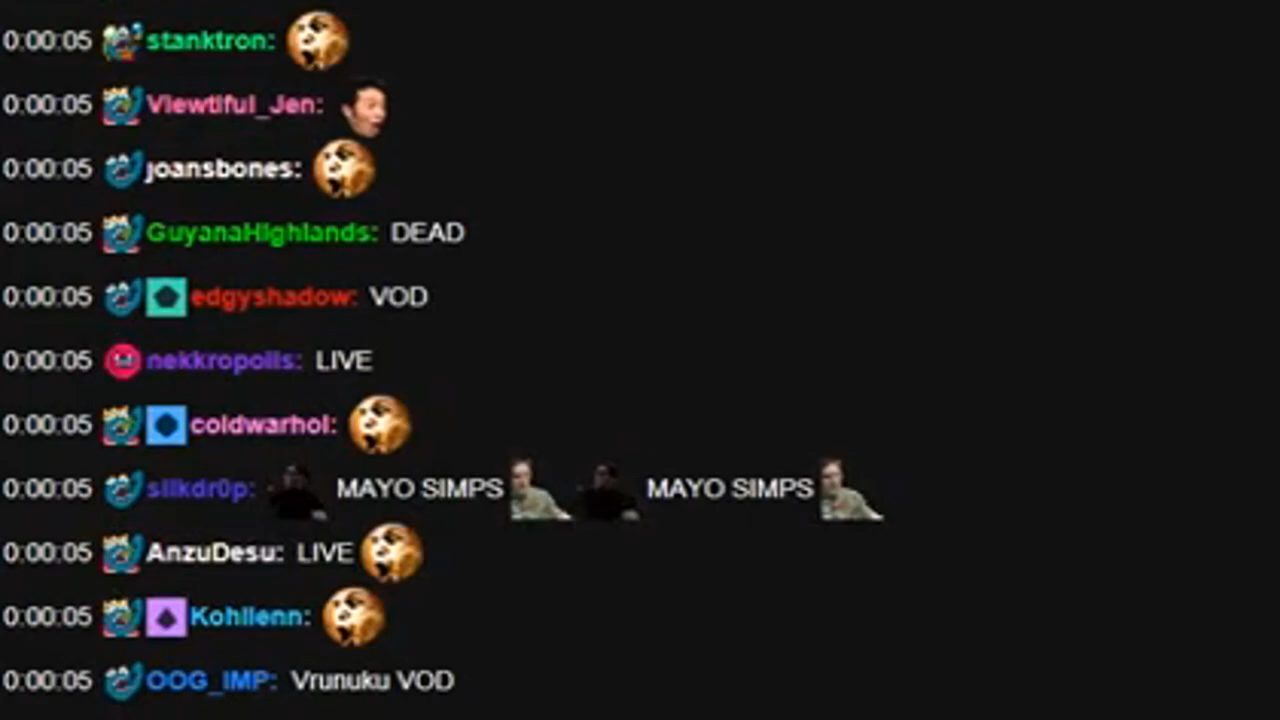 0:00:05 stanktron:
0:00:05 Viewtiful_Jen:
0:00:05 joansbones:
0:00:05 GuyanaHighlands: DEAD
0:00:05 edgyshadow: VOD
0:00:05 nekkropolis: LIVE
0:00:05 coldwarhol:
0:00:05 silkdr0p: MAYO SIMPS MAYO SIMPS
0:00:05 AnzuDesu: LIVE
0:00:05 Kohlienn:
0:00:05 OOG_IMP: Vrunuku VOD